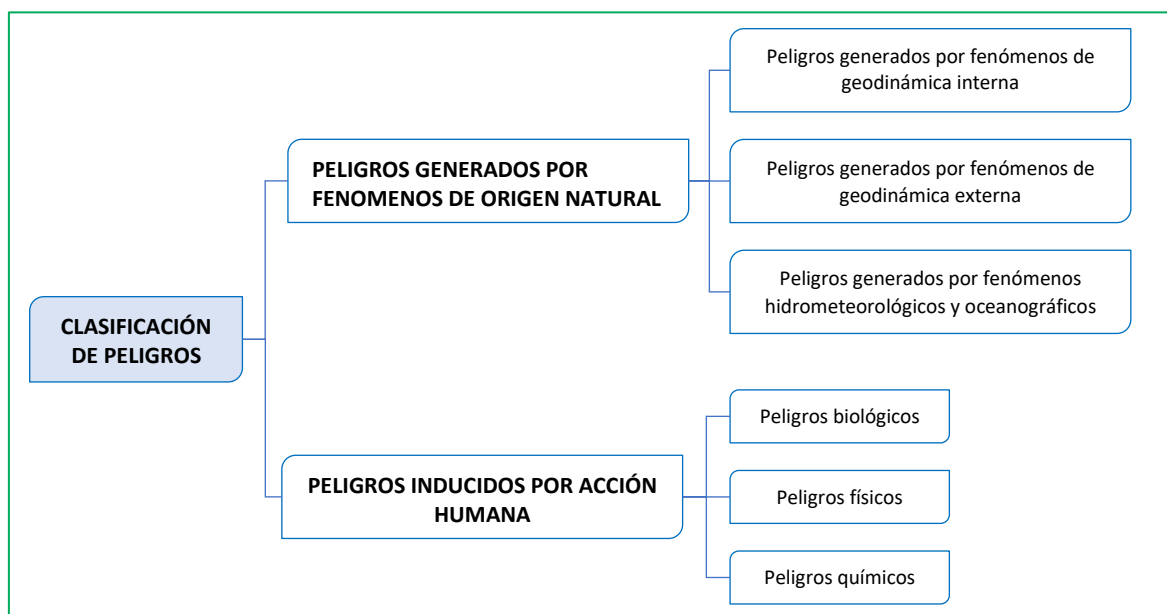 CLASIFICACIÓN
DE PELIGROS
PELIGROS GENERADOS POR
FENOMENOS DE ORIGEN NATURAL
Peligros generados por fenómenos de
geodinámica interna
Peligros generados por fenómenos de
geodinámica externa
Peligros generados por fenómenos
hidrometeorológicos y oceanográficos
PELIGROS INDUCIDOS POR ACCIÓN
HUMANA
Peligros biológicos
Peligros físicos
Peligros químicos